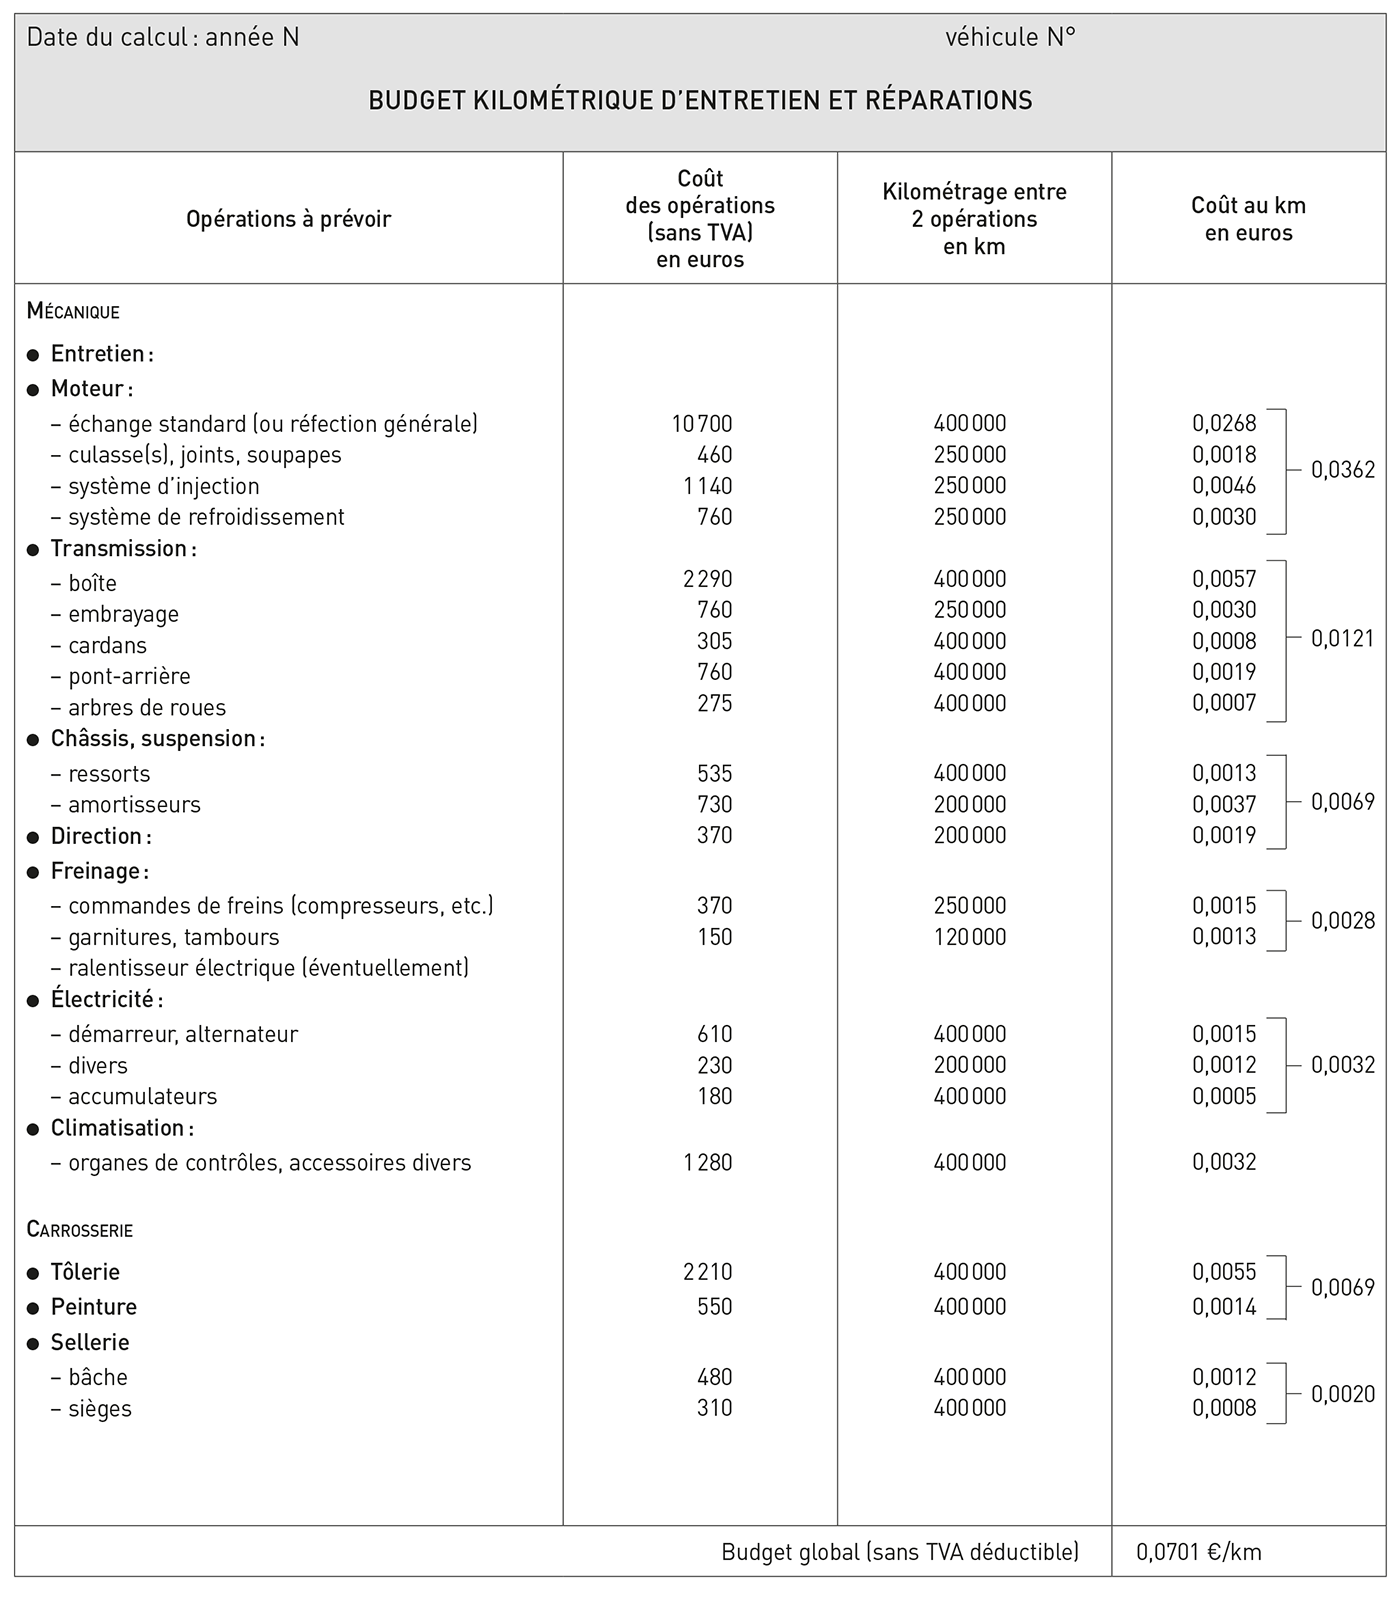 Date du calcul : année N véhicule N°
BUDGET KILOMÉTRIQUE D’ENTRETIEN ET RÉPARATIONS
Opérations à prévoir
Coût
des opérations
(sans TVA)
en euros
Kilométrage entre
2 opérations
en km
Coût au km
en euros
MÉCANIQUE
● Entretien :
● Moteur :
– échange standard (ou réfection générale) 10 700 400 000 0,0268
– culasse(s), joints, soupapes 460 250 000 0,0018
0,0362
– système d’injection 1 140 250 000 0,0046
– système de refroidissement 760 250 000 0,0030
● Transmission :
– boîte 2 290 400 000 0,0057
– embrayage 760 250 000 0,0030
– cardans 305 400 000 0,0008 0,0121
– pont-arrière 760 400 000 0,0019
– arbres de roues 275 400 000 0,0007
● Châssis, suspension :
– ressorts 535 400 000 0,0013
– amortisseurs 730 200 000 0,0037 0,0069
● Direction : 370 200 000 0,0019
● Freinage :
– commandes de freins (compresseurs, etc.) 370 250 000 0,0015
0,0028
– garnitures, tambours 150 120 000 0,0013
– ralentisseur électrique (éventuellement)
● Électricité :
– démarreur, alternateur 610 400 000 0,0015
– divers 230 200 000 0,0012 0,0032
– accumulateurs 180 400 000 0,0005
● Climatisation :
– organes de contrôles, accessoires divers 1 280 400 000 0,0032
CARROSSERIE
● Tôlerie 2 210 400 000 0,0055
0,0069
● Peinture 550 400 000 0,0014
● Sellerie
– bâche 480 400 000 0,0012
0,0020
– sièges 310 400 000 0,0008
Budget global (sans TVA déductible) 0,0701 €/km